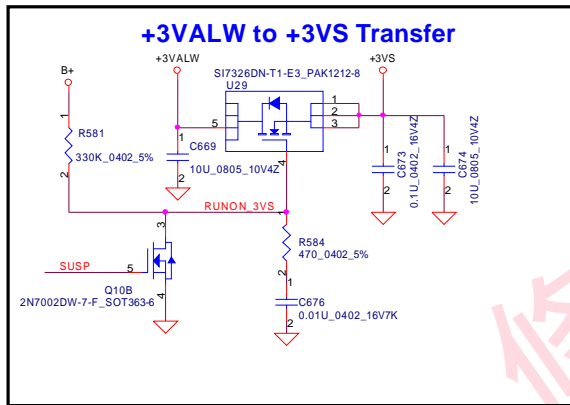 +3VALW to +3VS Transfer
B+
+3VALW
+3VS
SI7326DN-T1-E3_PAK1212-8
U29
1
2
3
5
4
1
R581
330K_0402_5%
2
1
C669
10U_0805_10V4Z
2
1
C673
0.1U_0402_16V4Z
2
1
C674
10U_0805_10V4Z
2
RUNON_3VS
3
SUSP
5
4
Q10B
2N7002DW-7-F_SOT363-6
1
R584
470_0402_5%
2
1
C676
0.01U_0402_16V7K
2